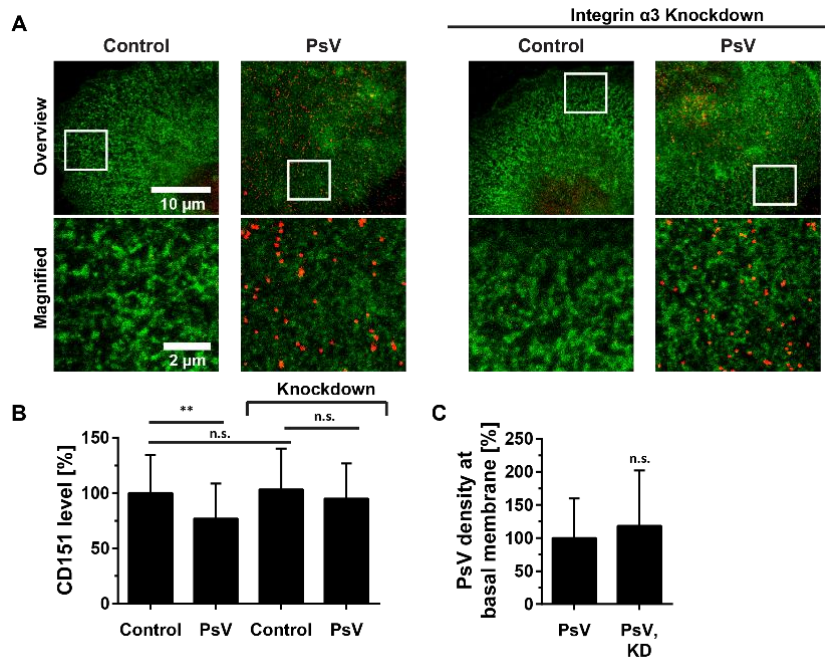 Integrin α3 Knockdown
A
Control
PsV
Control
PsV
Overview
10 µm
Magnified
2 µm
B
Knockdown
**
n.s.
n.s.
CD151 level [%]
150
100
50
0
Control
PsV
Control
PsV
C
PsV density at
basal membrane [%]
250
200
150
100
50
0
n.s.
PsV
PsV,
KD